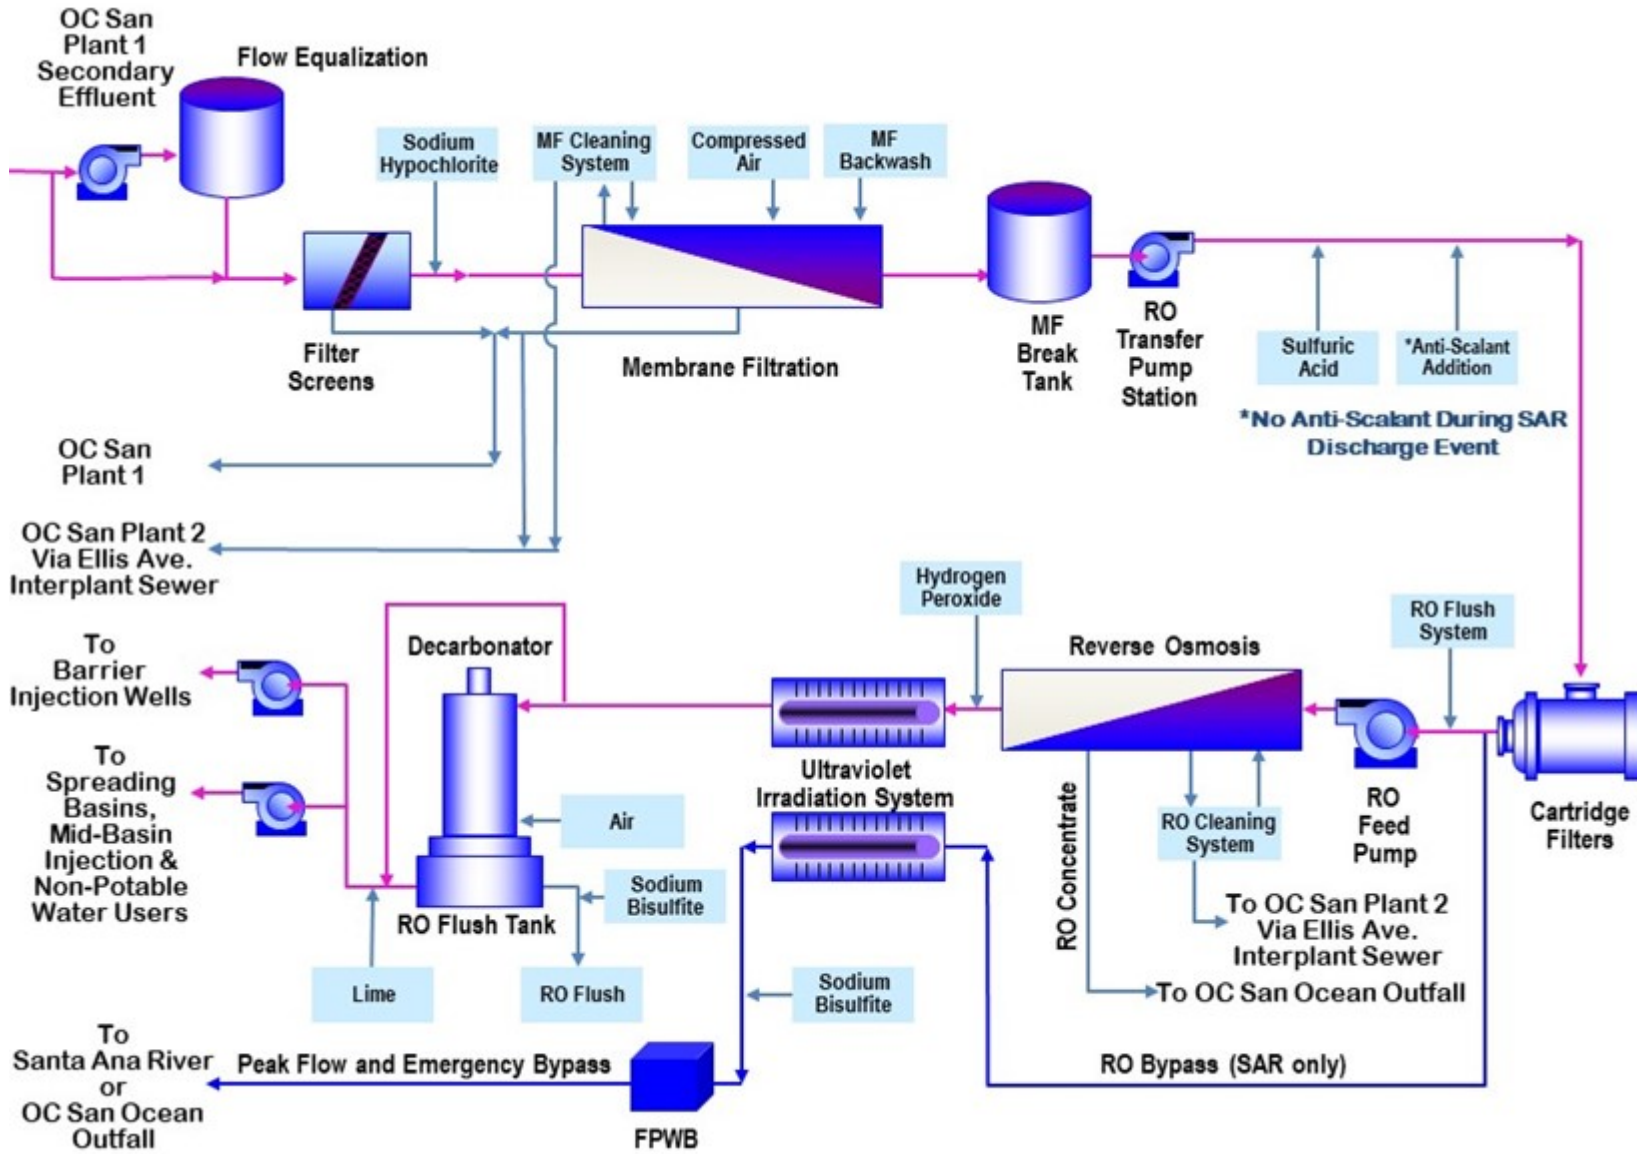 OC San
Plant 1
Secondary
Effluent
Flow Equalization
Sodium
Hypochlorite
MF Cleaning
System
Compressed
Air
MF
Backwash
Filter
Screens
Membrane Filtration
MF
Break
Tank
RO
Transfer
Pump
Station
Sulfuric
Acid
*Anti-Scalant
Addition
*No Anti-Scalant During SAR
Discharge Event
OC San
Plant 1
OC San Plant 2
Via Ellis Ave.
Interplant Sewer
To
Barrier
Injection Wells
To
Spreading
Basins,
Mid-Basin
Injection &
Non-Potable
Water Users
Decarbonator
Air
RO Flush Tank
Sodium
Bisulfite
Lime
RO Flush
Hydrogen
Peroxide
Ultraviolet
Irradiation System
Sodium
Bisulfite
Reverse Osmosis
RO Concentrate
RO Cleaning
System
RO Flush
System
RO
Feed
Pump
Cartridge
Filters
To OC San Plant 2
Via Ellis Ave.
Interplant Sewer
To OC San Ocean Outfall
RO Bypass (SAR only)
To
Santa Ana River
or
OC San Ocean
Outfall
Peak Flow and Emergency Bypass
FPWB